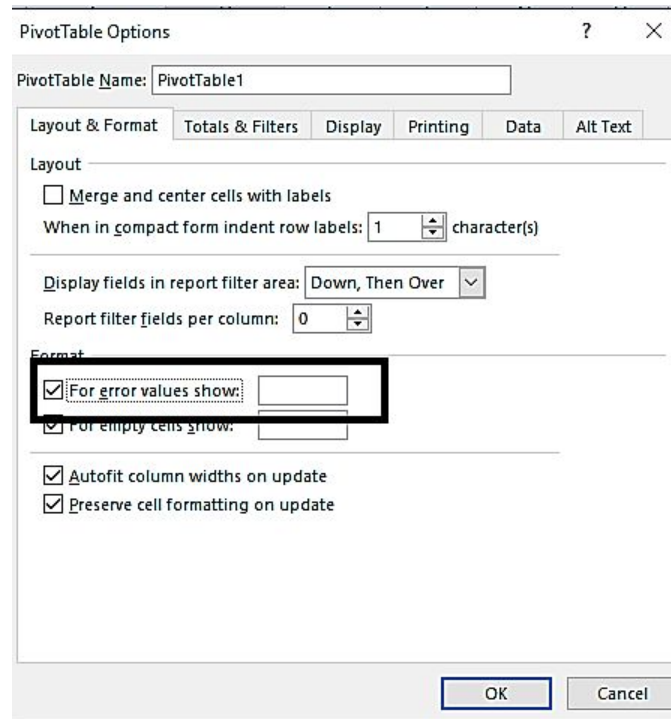 PivotTable Options ?
PivotTable Name: PivotTable1
Layout & Format Totals & Filters Display Printing Data Alt Text
Layout
Merge and center cells with labels
When in compact form indent row labels: 1 character(s)
Display fields in report filter area: Down, Then Over
Report filter fields per column: 0
Format
For error values show:
For empty cells show:
Autofit column widths on update
Preserve cell formatting on update
OK Cancel